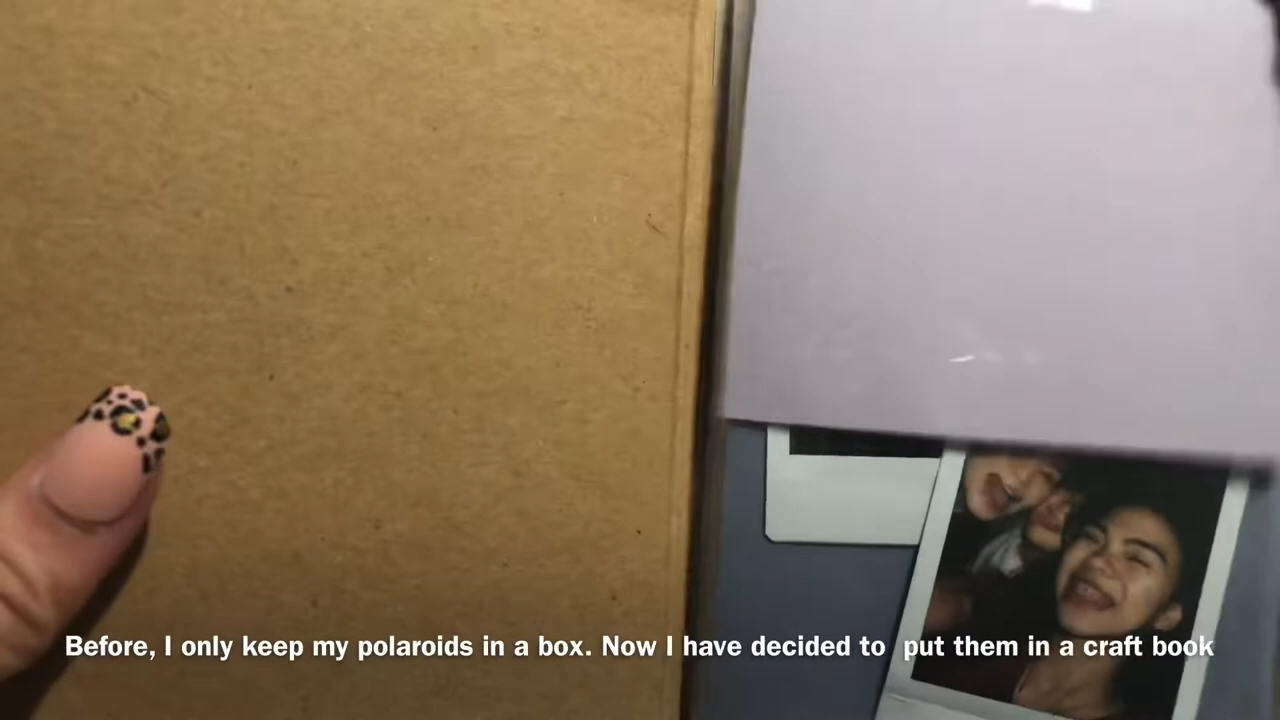 Before, I only keep my polaroids in a box. Now I have decided to  put them in a craft book